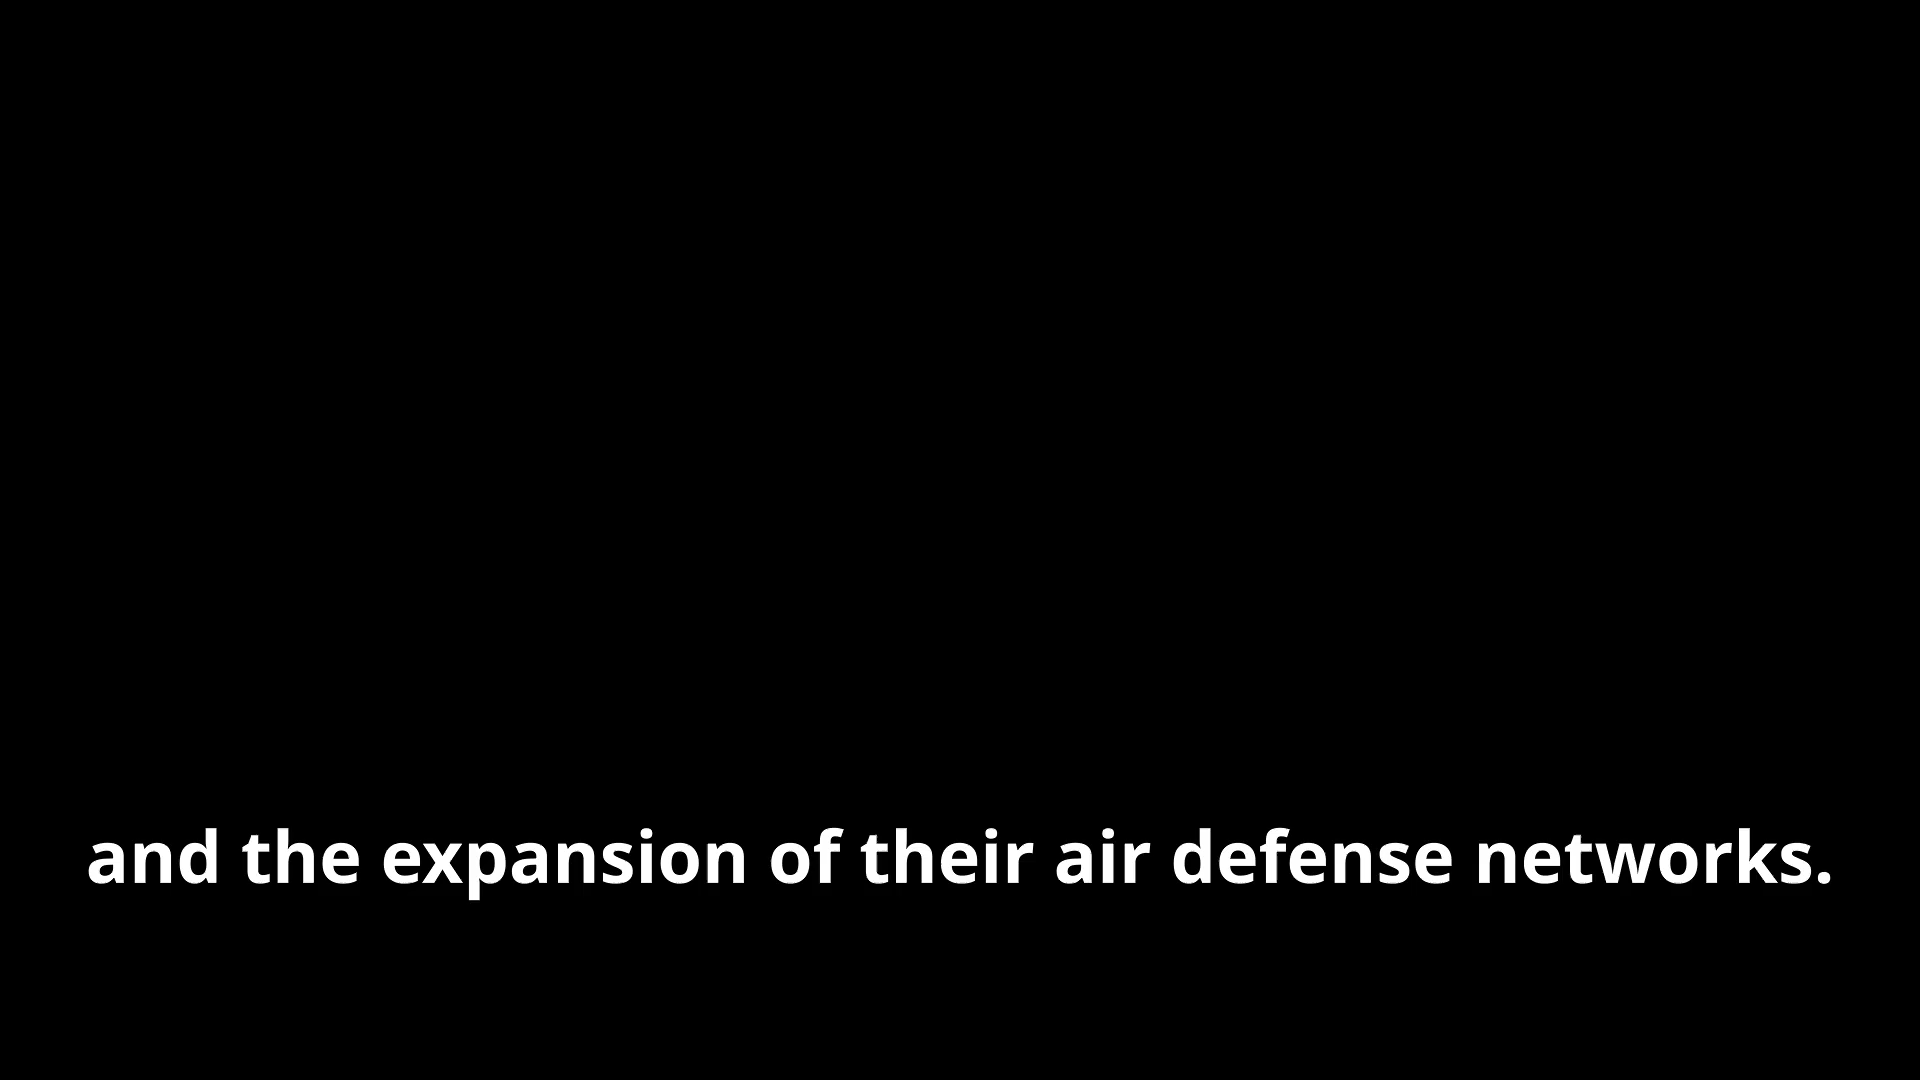 and the expansion of their air defense networks.